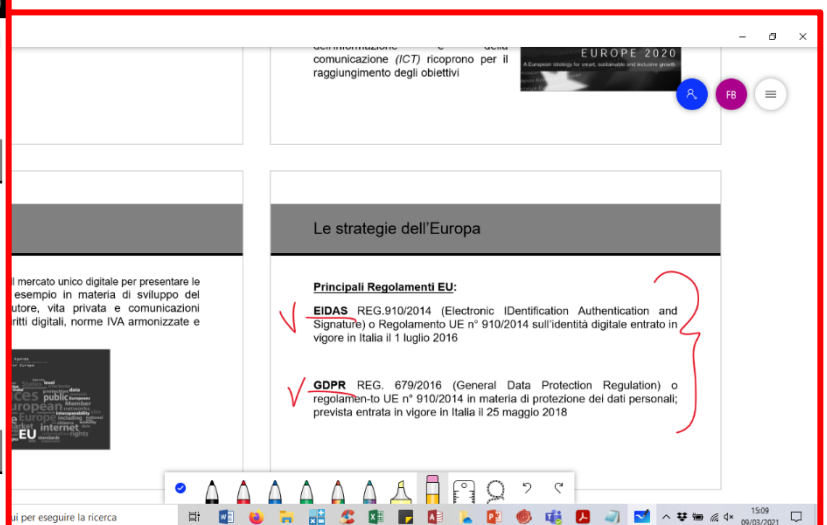 comunicazione (ICT) ricoprono per il
raggiungimento degli obiettivi
EUROPE 2020
A European strategy for smart, sustainable and inclusive growth
FB
l mercato unico digitale per presentare le
esempio in materia di sviluppo del
utore, vita privata e comunicazioni
ritti digitali, norme IVA armonizzate e
public
internet
EU
rights
Le strategie dell'Europa
Principali Regolamenti EU:
EIDAS REG.910/2014 (Electronic IDentification Authentication and
Signature) o Regolamento UE n° 910/2014 sull'identità digitale entrato in
vigore in Italia il 1 luglio 2016
GDPR REG. 679/2016 (General Data Protection Regulation) o
regolamen-to UE n° 910/2014 in materia di protezione dei dati personali;
prevista entrata in vigore in Italia il 25 maggio 2018
ui per eseguire la ricerca
15:09
09/03/2021